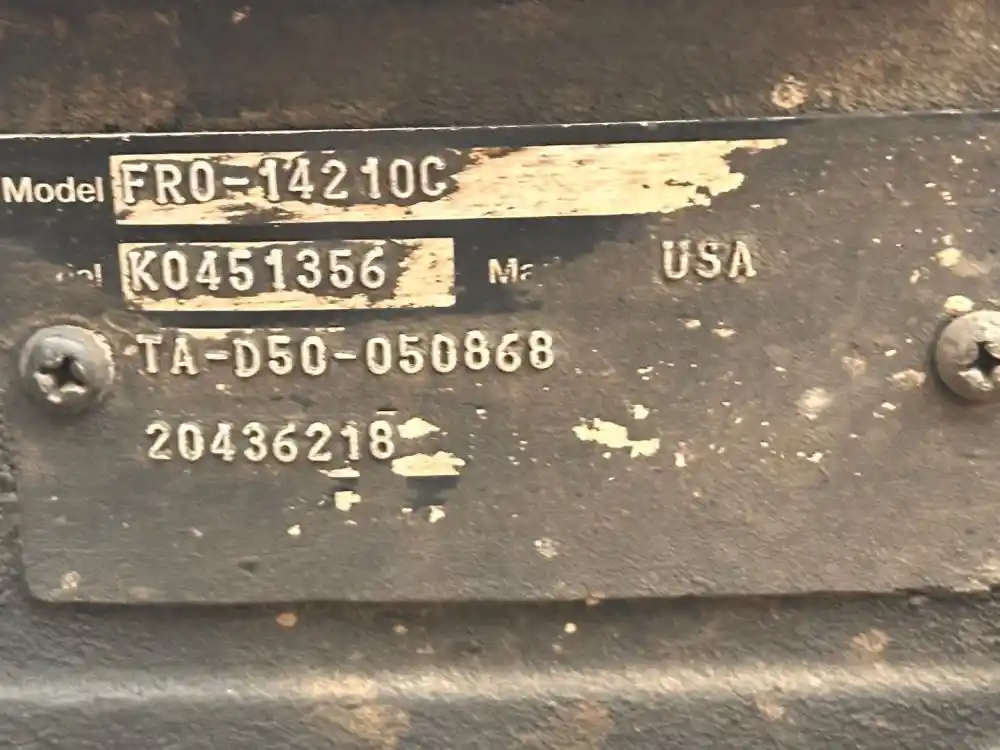 Model FRO-14210C
K0451356 USA
TA-D50-050868
20436218